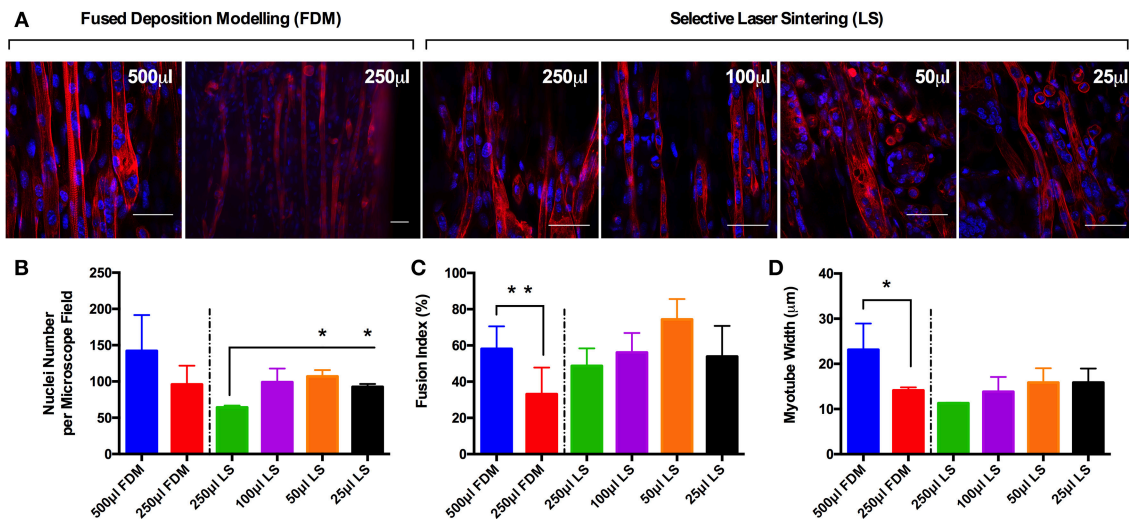 A
Fused Deposition Modelling (FDM)
Selective Laser Sintering (LS)
500µl
250µl
250µl
100µl
50µl
25µl
B
Nuclei Number
per Microscope Field
250
200
150
100
50
0
*
*
500µl FDM
250µl FDM
250µl LS
100µl LS
50µl LS
25µl LS
C
Fusion Index (%)
100
80
60
40
20
0
* *
500µl FDM
250µl FDM
250µl LS
100µl LS
50µl LS
25µl LS
D
Myotube Width (µm)
40
30
20
10
0
*
500µl FDM
250µl FDM
250µl LS
100µl LS
50µl LS
25µl LS